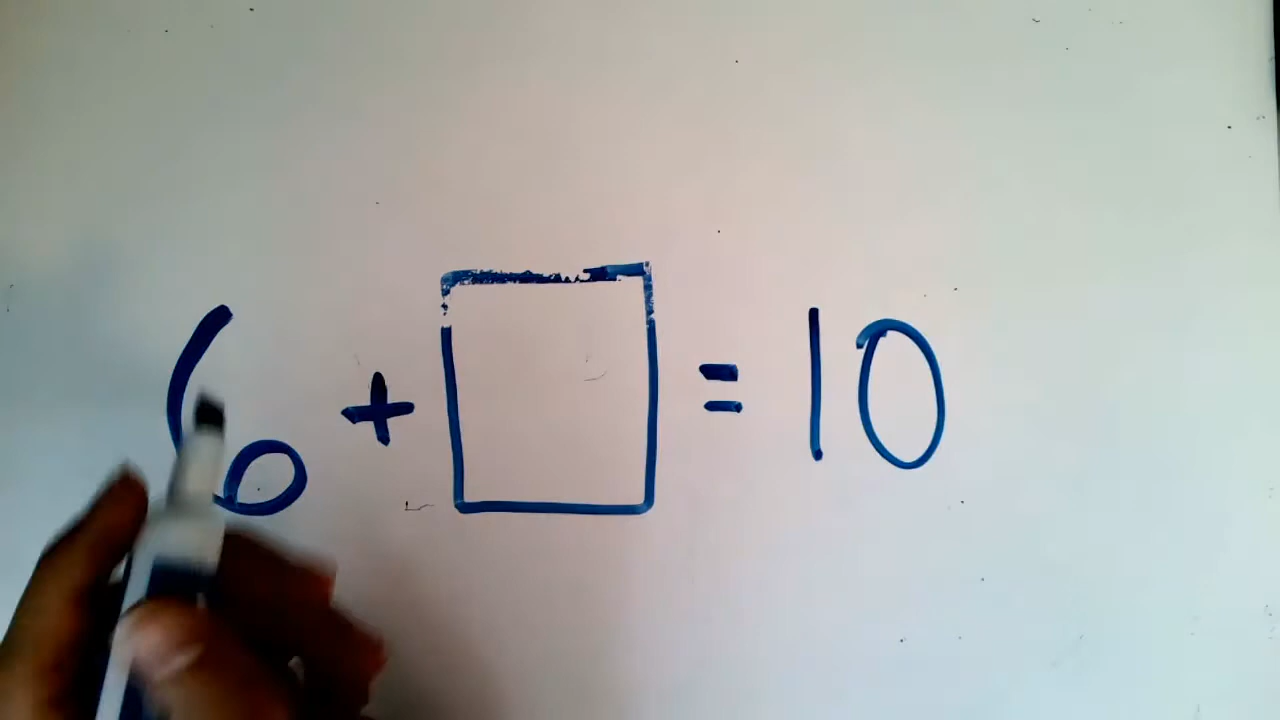 6 + □ = 10